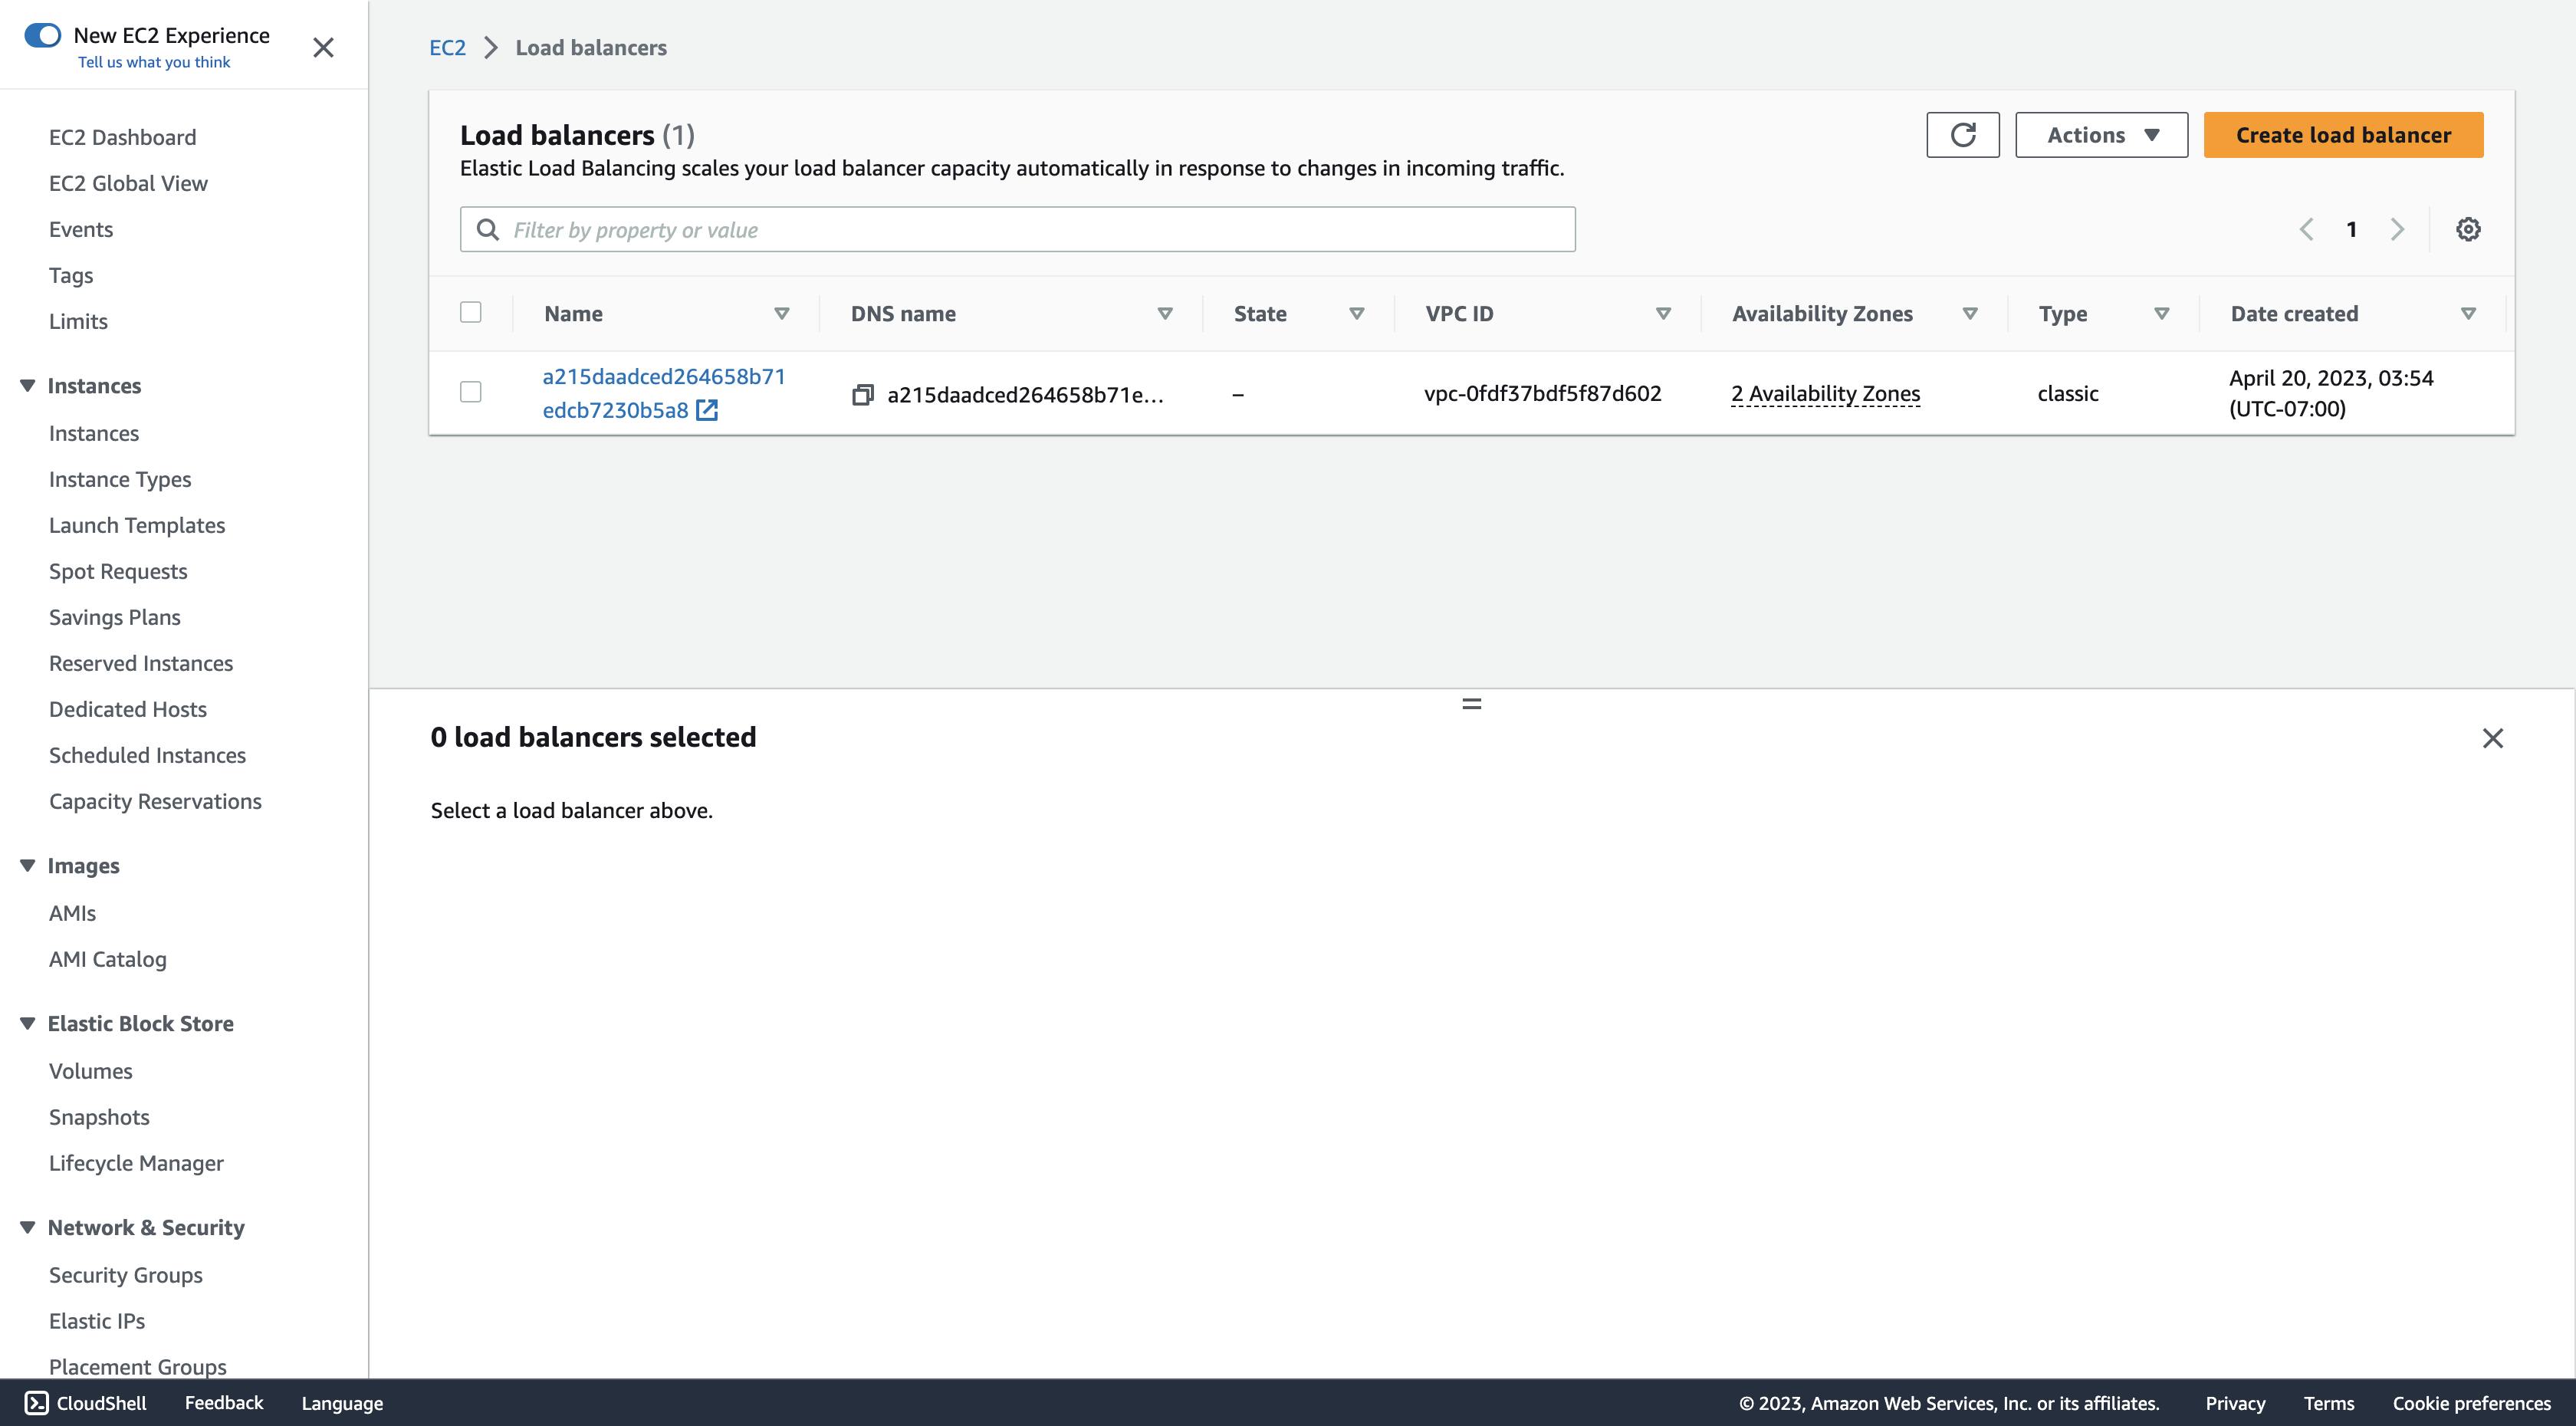 New EC2 Experience
Tell us what you think
EC2 Dashboard
EC2 Global View
Events
Tags
Limits
Instances
Instances
Instance Types
Launch Templates
Spot Requests
Savings Plans
Reserved Instances
Dedicated Hosts
Scheduled Instances
Capacity Reservations
Images
AMIs
AMI Catalog
Elastic Block Store
Volumes
Snapshots
Lifecycle Manager
Network & Security
Security Groups
Elastic IPs
Placement Groups
EC2 > Load balancers
Load balancers (1)
Elastic Load Balancing scales your load balancer capacity automatically in response to changes in incoming traffic.
Actions
Create load balancer
Filter by property or value
1
Name DNS name State VPC ID Availability Zones Type Date created
a215daadced264658b71
edcb7230b5a8
a215daadced264658b71e...
–
vpc-0fdf37bdf5f87d602
2 Availability Zones
classic
April 20, 2023, 03:54
(UTC-07:00)
0 load balancers selected
Select a load balancer above.
CloudShell Feedback Language © 2023, Amazon Web Services, Inc. or its affiliates. Privacy Terms Cookie preferences